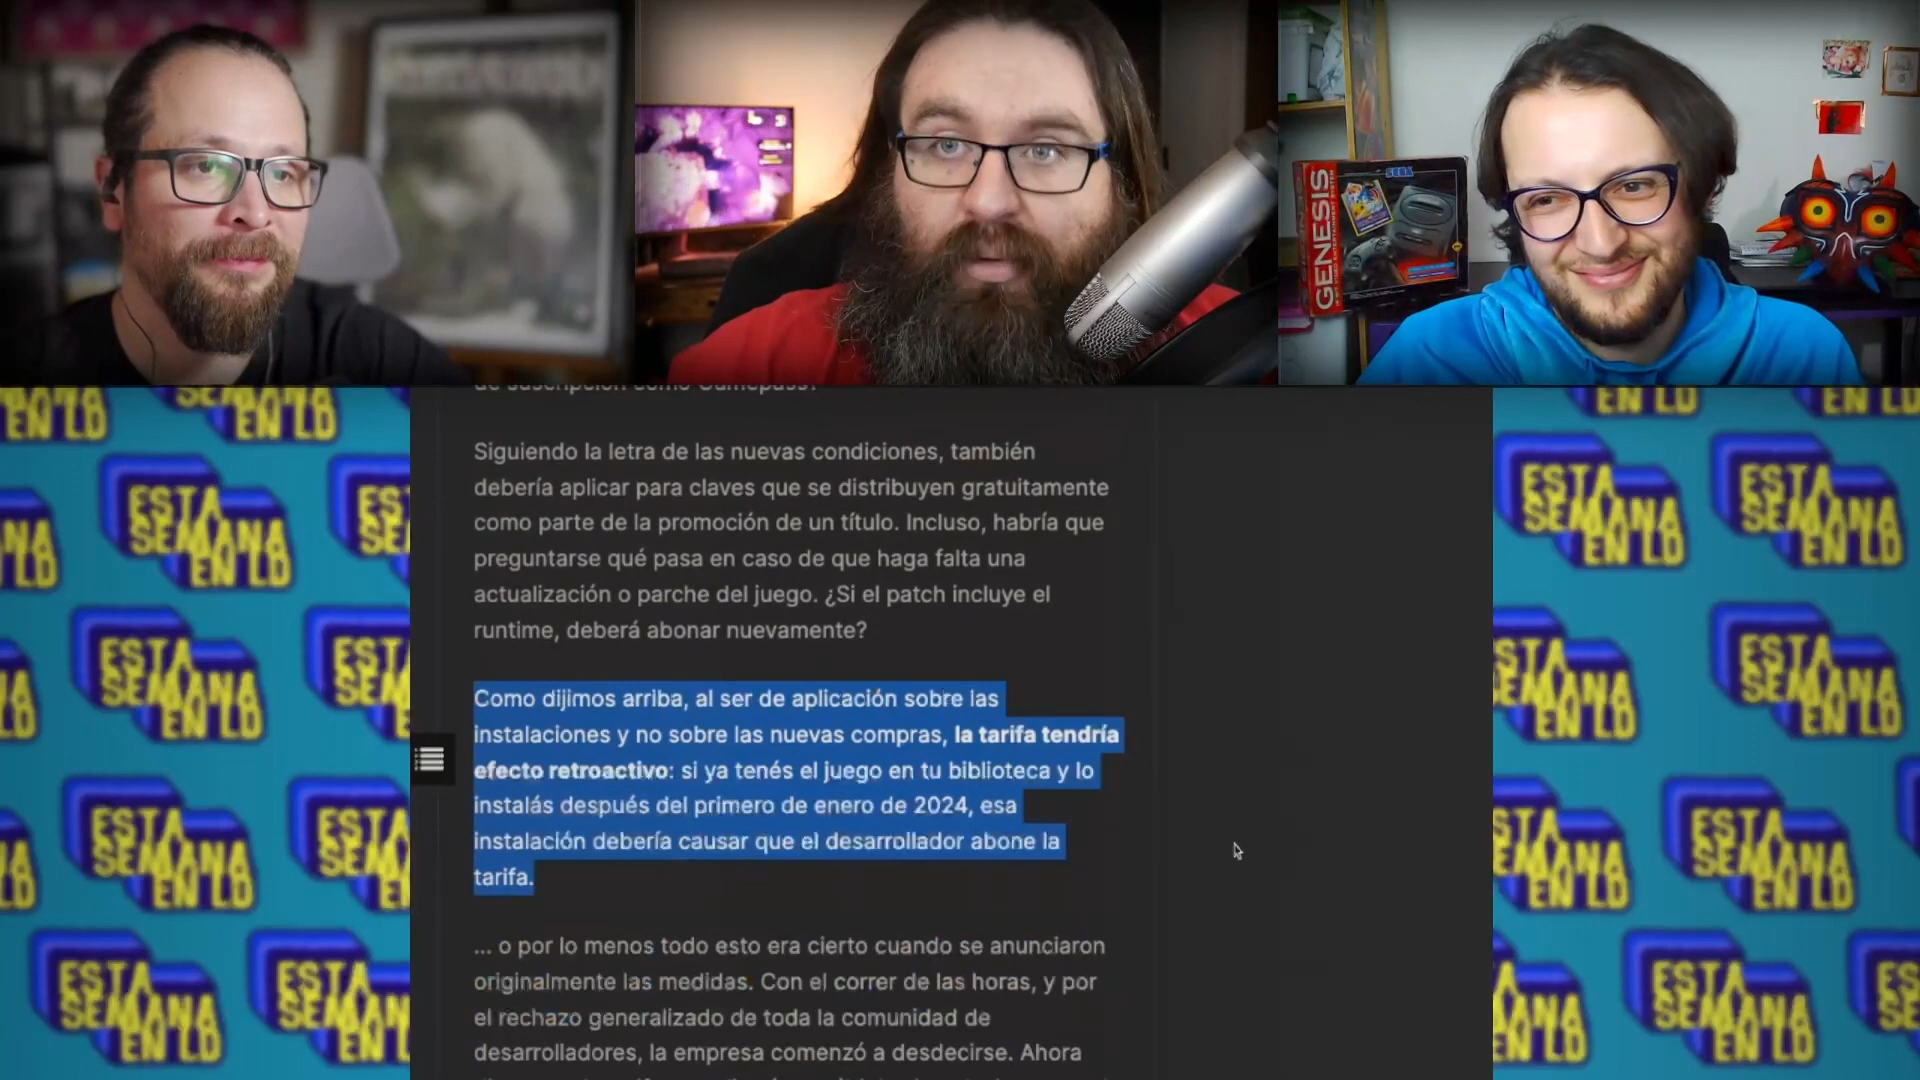 GENESIS
SEGA
de suscripción como Gamepass?
Siguiendo la letra de las nuevas condiciones, también
debería aplicar para claves que se distribuyen gratuitamente
como parte de la promoción de un título. Incluso, habría que
preguntarse qué pasa en caso de que haga falta una
actualización o parche del juego. ¿Si el patch incluye el
runtime, deberá abonar nuevamente?
Como dijimos arriba, al ser de aplicación sobre las
instalaciones y no sobre las nuevas compras, la tarifa tendría
efecto retroactivo: si ya tenés el juego en tu biblioteca y lo
instalás después del primero de enero de 2024, esa
instalación debería causar que el desarrollador abone la
tarifa.
... o por lo menos todo esto era cierto cuando se anunciaron
originalmente las medidas. Con el correr de las horas, y por
el rechazo generalizado de toda la comunidad de
desarrolladores, la empresa comenzó a desdecirse. Ahora
ESTA
SEMANA
EN LD